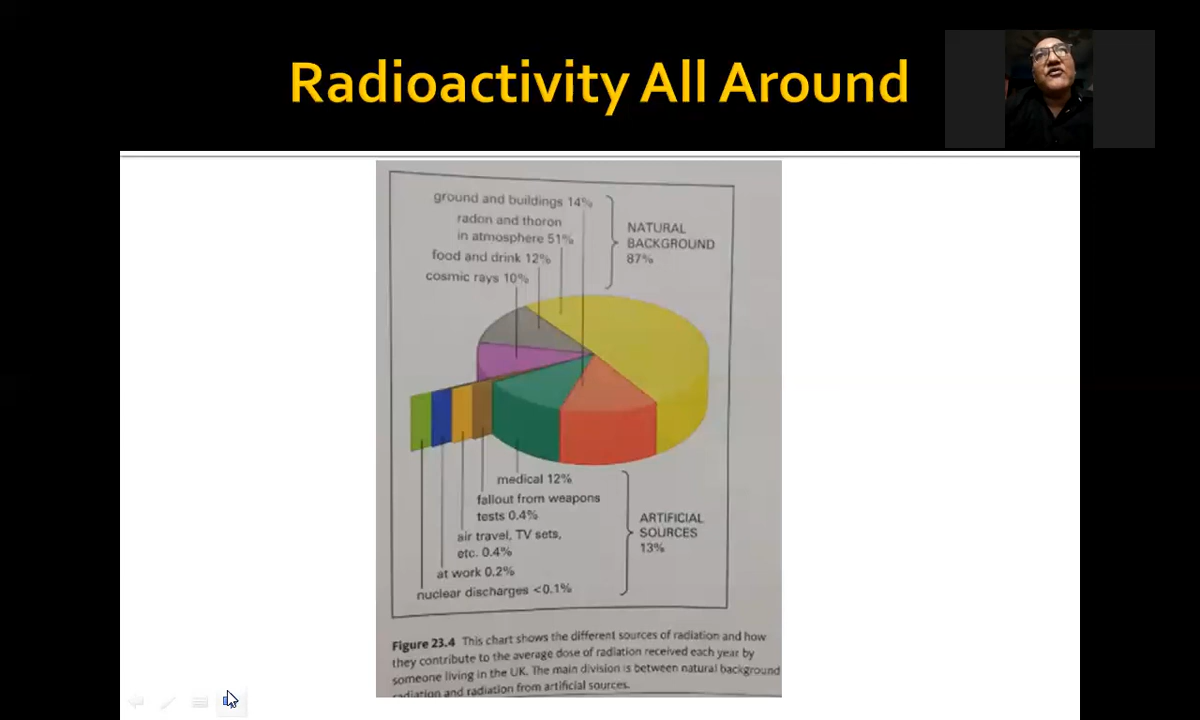 Radioactivity All Around
ground and buildings 14%
radon and thoron
in atmosphere 51%
food and drink 12%
cosmic rays 10%
NATURAL
BACKGROUND
87%
medical 12%
fallout from weapons
tests 0.4%
air travel, TV sets,
etc. 0.4%
at work 0.2%
nuclear discharges <0.1%
ARTIFICIAL
SOURCES
13%
Figure 23.4 This chart shows the different sources of radiation and how
they contribute to the average dose of radiation received each year by
someone living in the UK. The main division is between natural background
radiation and radiation from artificial sources.